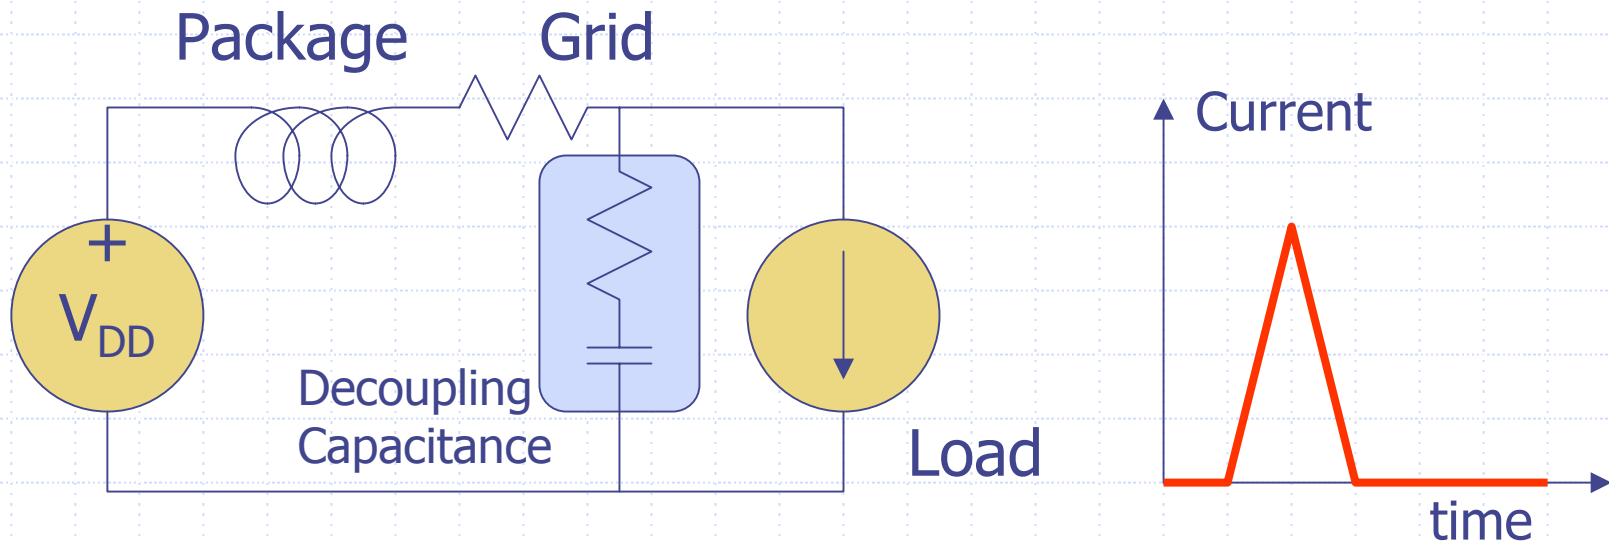 Package
Grid
Current
+
VDD
Decoupling
Capacitance
Load
time